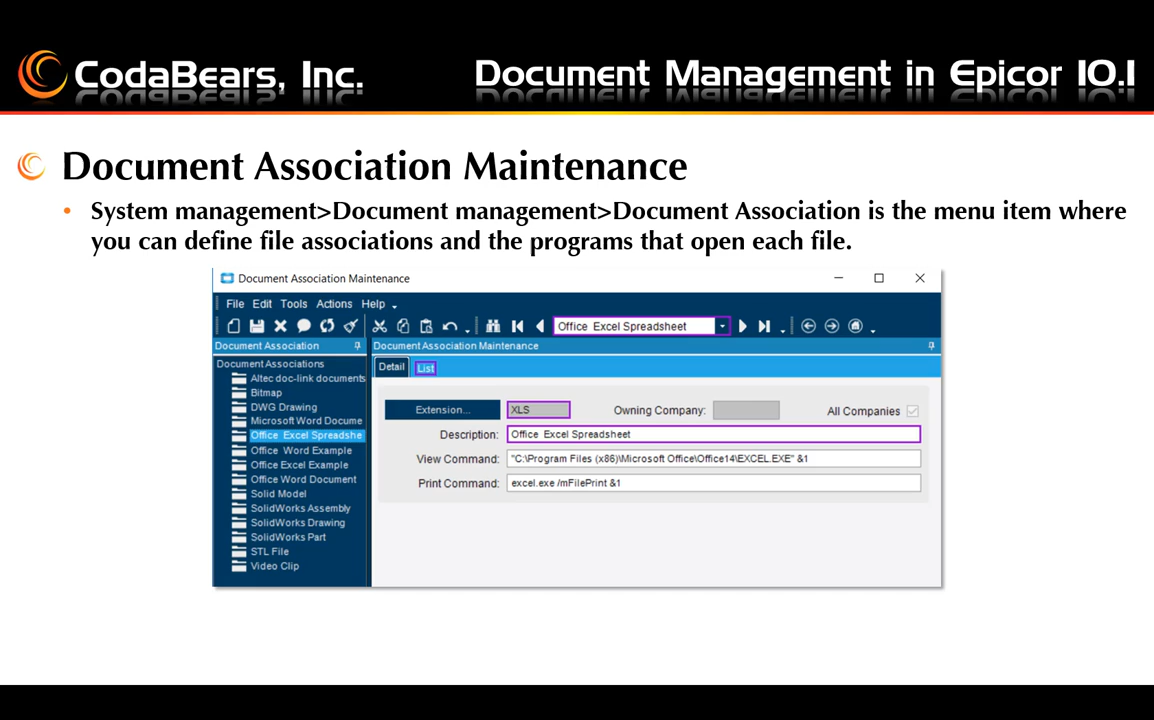 CodaBears, Inc.
Document Management in Epicor 10.1
Document Association Maintenance
• System management>Document management>Document Association is the menu item where
you can define file associations and the programs that open each file.
Document Association Maintenance
File Edit Tools Actions Help
Office Excel Spreadsheet
Document Association
Document Association Maintenance
Document Associations
Altec doc-link documents
Bitmap
DWG Drawing
Microsoft Word Docume
Office Excel Spreadshe
Office Word Example
Office Excel Example
Office Word Document
Solid Model
SolidWorks Assembly
SolidWorks Drawing
SolidWorks Part
STL File
Video Clip
Detail List
Extension... XLS Owning Company: All Companies
Description: Office Excel Spreadsheet
View Command: "C:\Program Files (x86)\Microsoft Office\Office14\EXCEL.EXE" &1
Print Command: excel.exe /mFilePrint &1